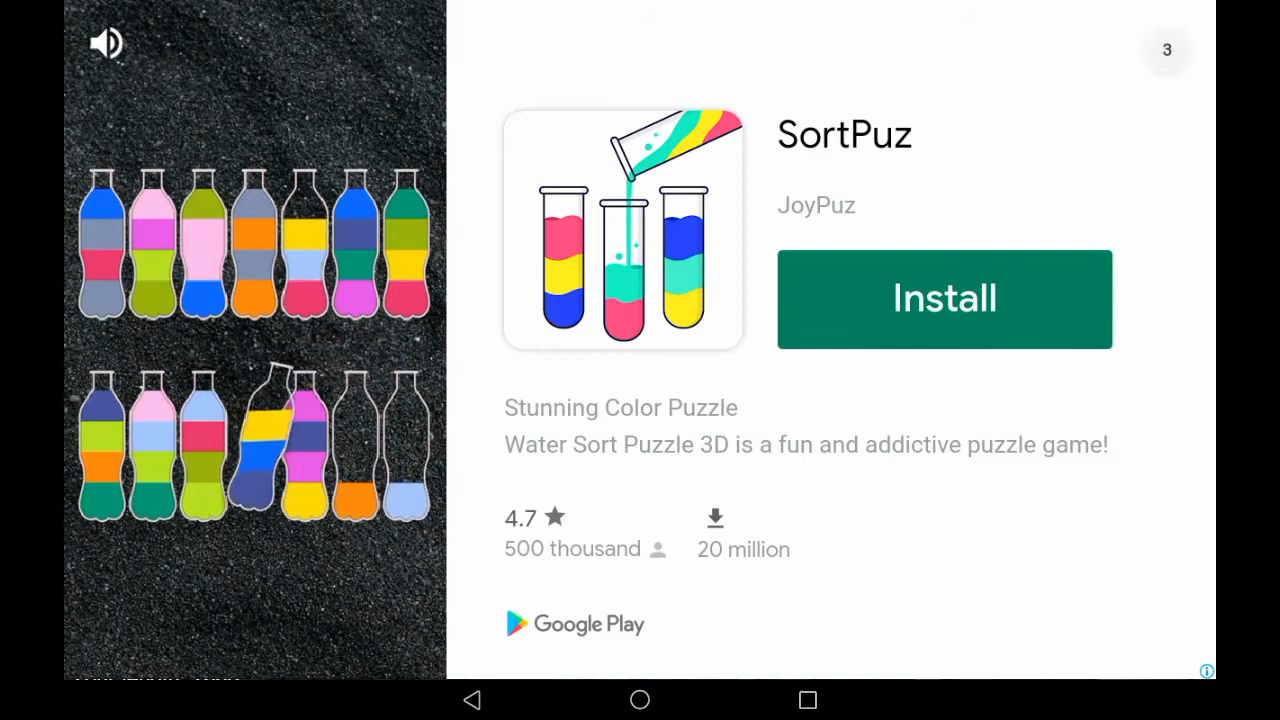 3
SortPuz
JoyPuz
Install
Stunning Color Puzzle
Water Sort Puzzle 3D is a fun and addictive puzzle game!
4.7
500 thousand
20 million
Google Play